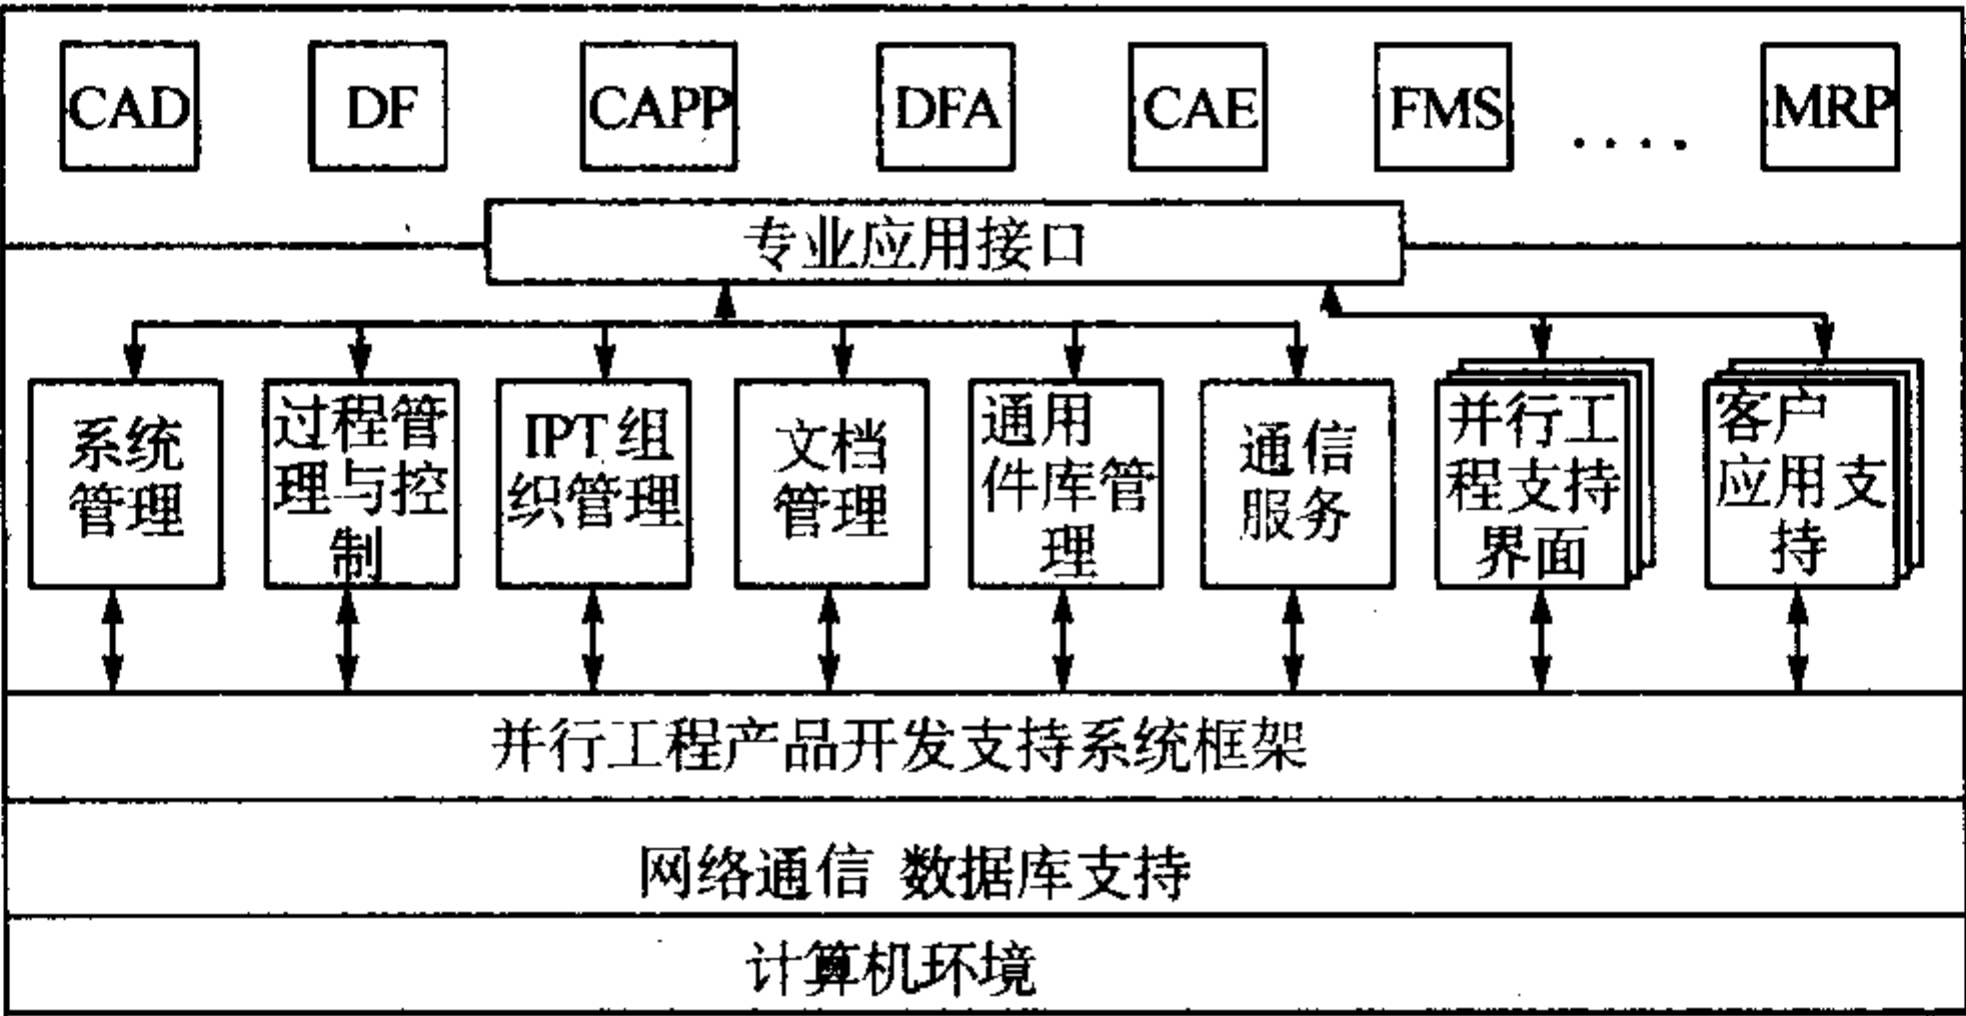 CAD DF CAPP DFA CAE FMS .... MRP
专业应用接口
系统
管理
过程管
理与控
制
IPT组
织管理
文档
管理
通用
件库管
理
通信
服务
并行工
程支持
界面
客户
应用支
持
并行工程产品开发支持系统框架
网络通信 数据库支持
计算机环境